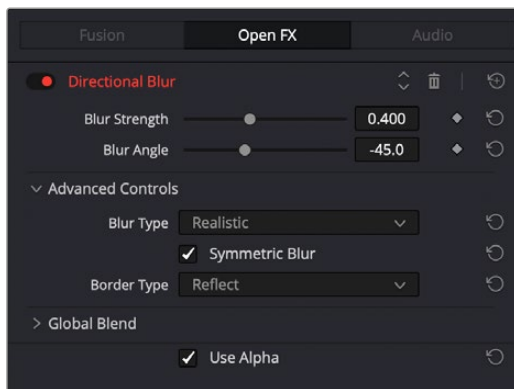 Fusion Open FX Audio
Directional Blur
Blur Strength 0.400
Blur Angle -45.0
Advanced Controls
Blur Type Realistic
Symmetric Blur
Border Type Reflect
Global Blend
Use Alpha